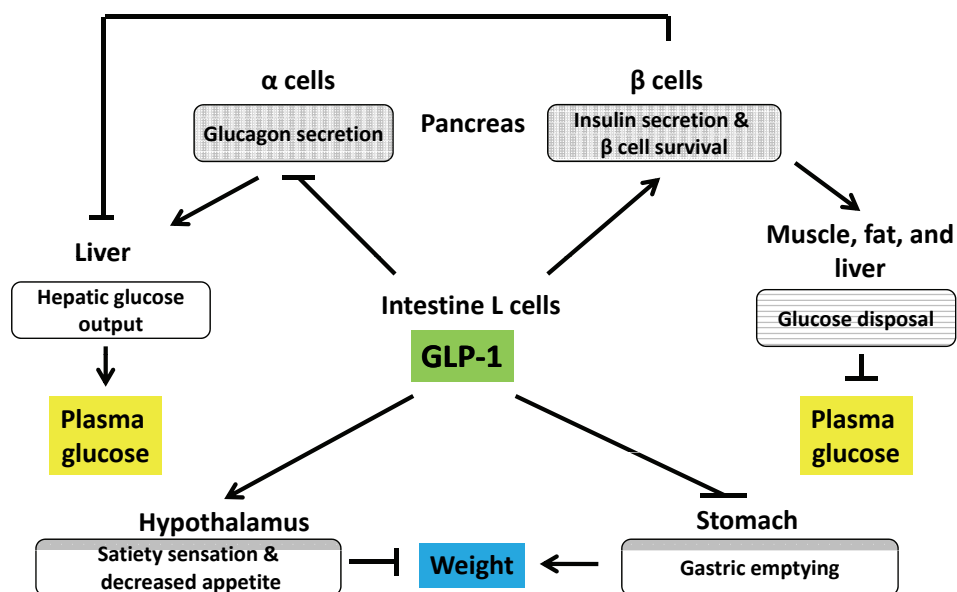 α cells
β cells
Glucagon secretion
Pancreas
Insulin secretion &
β cell survival
Liver
Muscle, fat, and
liver
Hepatic glucose
output
Intestine L cells
Glucose disposal
GLP-1
Plasma
glucose
Plasma
glucose
Hypothalamus
Stomach
Satiety sensation &
decreased appetite
Weight
Gastric emptying